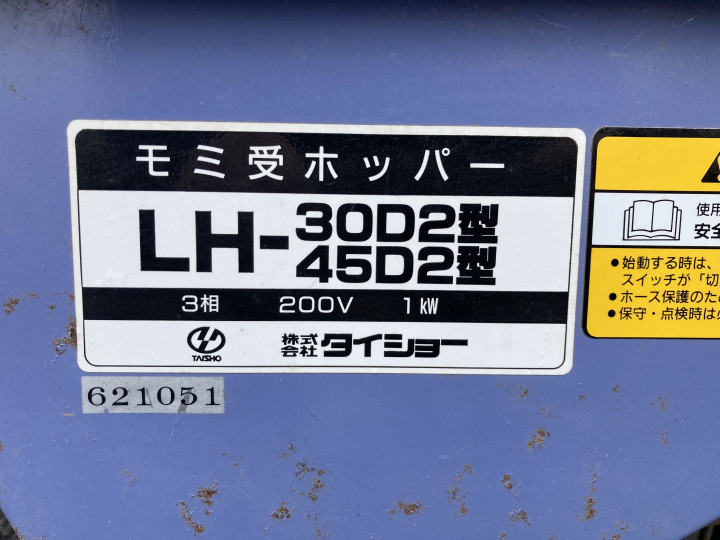 モミ受ホッパー
LH-30D2型
45D2型
3相 200V 1kW
TAISHO 株式会社タイショー
621051
使用
安全
●始動する時は、
スイッチが「切
●ホース保護のため
●保守・点検時は必